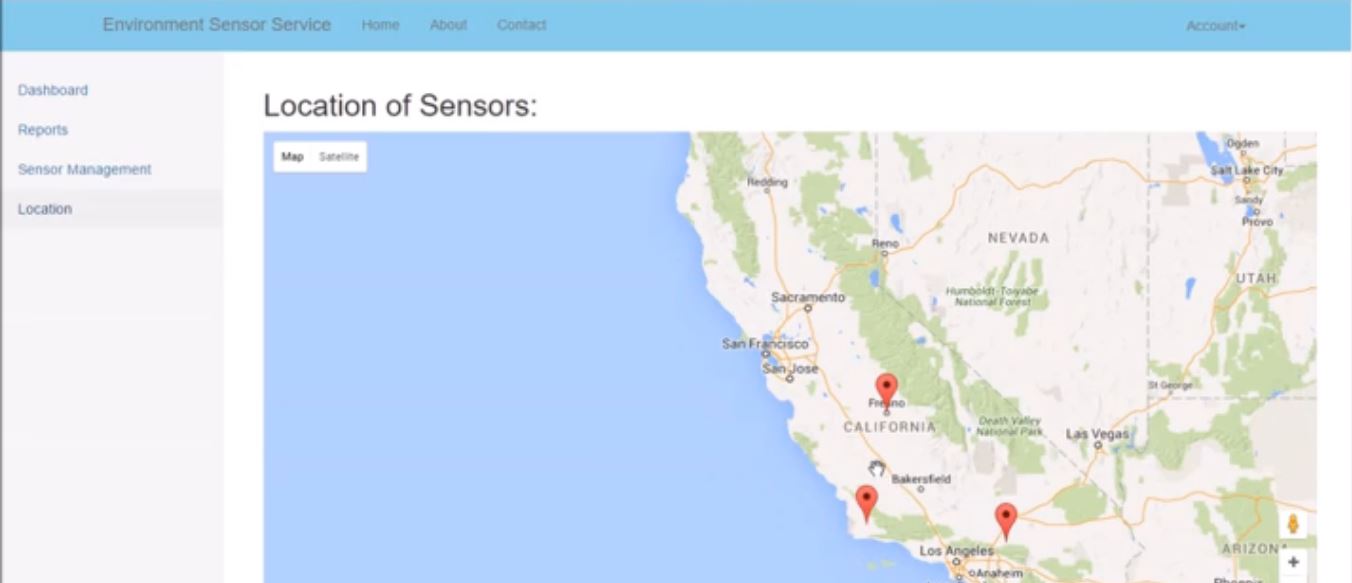 Environment Sensor Service Home About Contact Account
Dashboard
Reports
Sensor Management
Location
Location of Sensors:
Map Satellite
Redding
Ogden
Salt Lake City
Sandy
Provo
Reno
NEVADA
UTAH
Humboldt-Toiyabe
National Forest
Sacramento
San Francisco
San Jose
St George
Fresno
CALIFORNIA
Death Valley
National Park
Las Vegas
Bakersfield
Los Angeles
Anaheim
ARIZONA
Phoenix
+